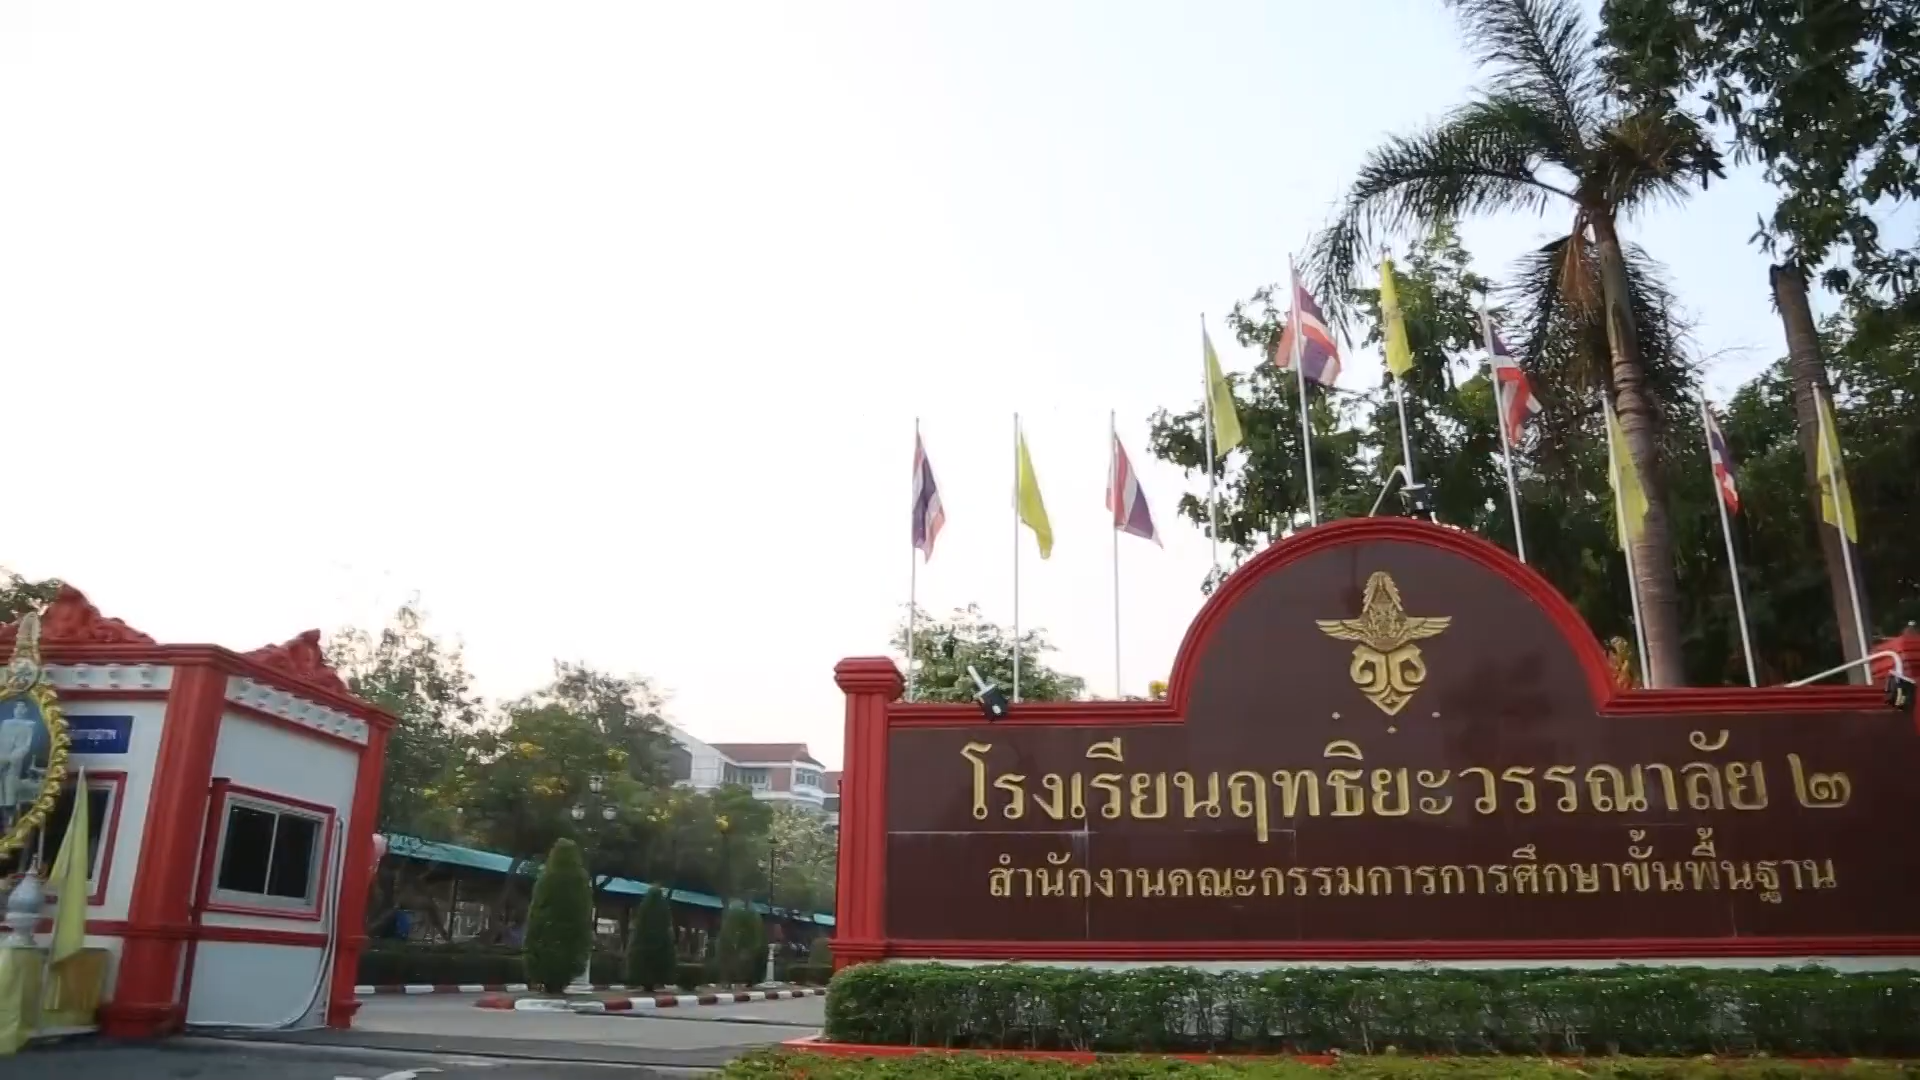 โรงเรียนฤทธิยะวรรณาลัย ๒
สำนักงานคณะกรรมการการศึกษาขั้นพื้นฐาน